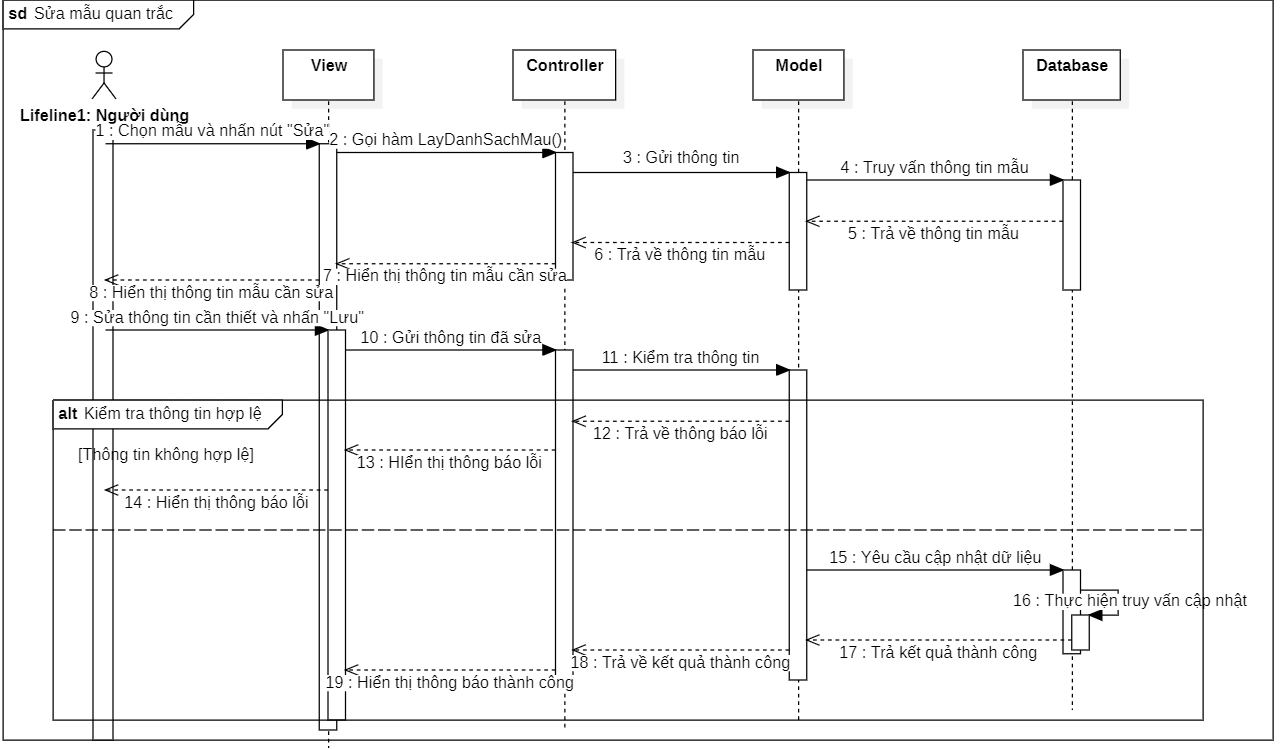 sd Sửa mẫu quan trắc
View
Controller
Model
Database
Lifeline1: Người dùng
1 : Chọn mẫu và nhấn nút "Sửa"
2 : Gọi hàm LayDanhSachMau()
3 : Gửi thông tin
4 : Truy vấn thông tin mẫu
5 : Trả về thông tin mẫu
6 : Trả về thông tin mẫu
7 : Hiển thị thông tin mẫu cần sửa
8 : Hiển thị thông tin mẫu cần sửa
9 : Sửa thông tin cần thiết và nhấn "Lưu"
10 : Gửi thông tin đã sửa
11 : Kiểm tra thông tin
alt Kiểm tra thông tin hợp lệ
12 : Trả về thông báo lỗi
[Thông tin không hợp lệ]
13 : HIển thị thông báo lỗi
14 : Hiển thị thông báo lỗi
15 : Yêu cầu cập nhật dữ liệu
16 : Thực hiện truy vấn cập nhật
17 : Trả kết quả thành công
18 : Trả về kết quả thành công
19 : Hiển thị thông báo thành công